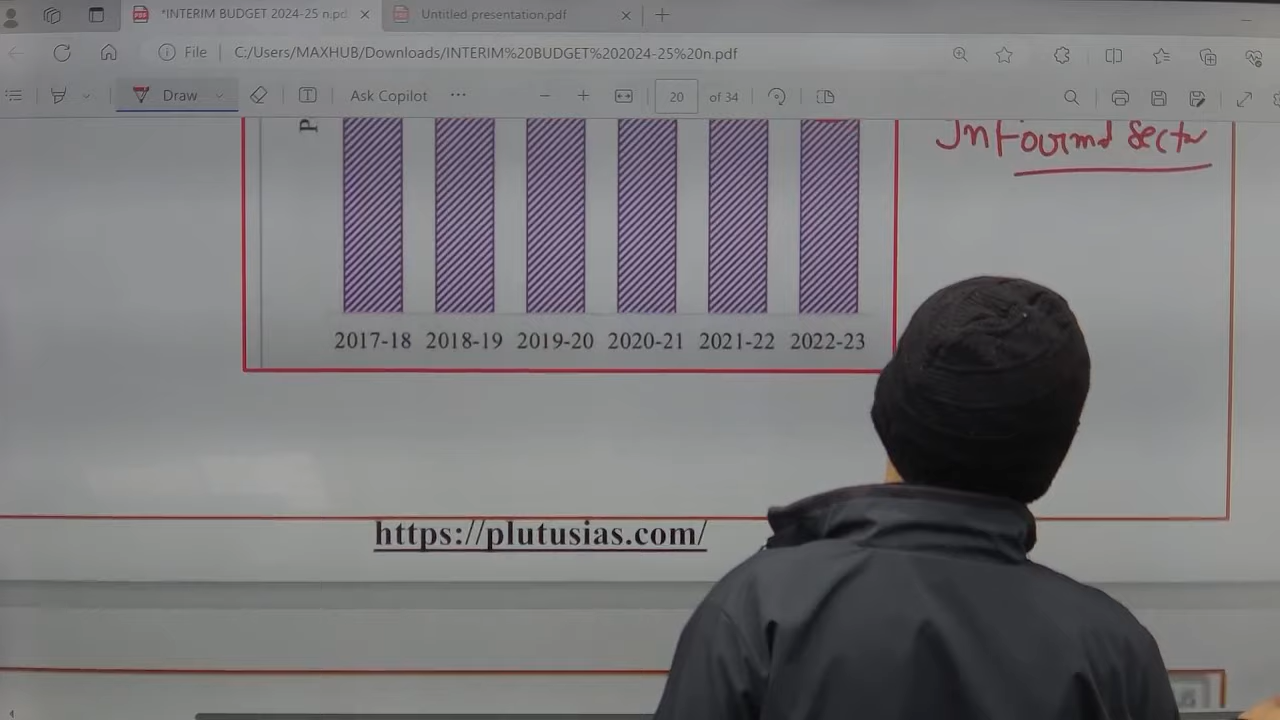 *INTERIM BUDGET 2024-25 n.pd
Untitled presentation.pdf
File
C:/Users/MAXHUB/Downloads/INTERIM%20BUDGET%202024-25%20n.pdf
Draw
Ask Copilot
20
of 34
P
Informal Sector
2017-18 2018-19 2019-20 2020-21 2021-22 2022-23
https://plutusias.com/